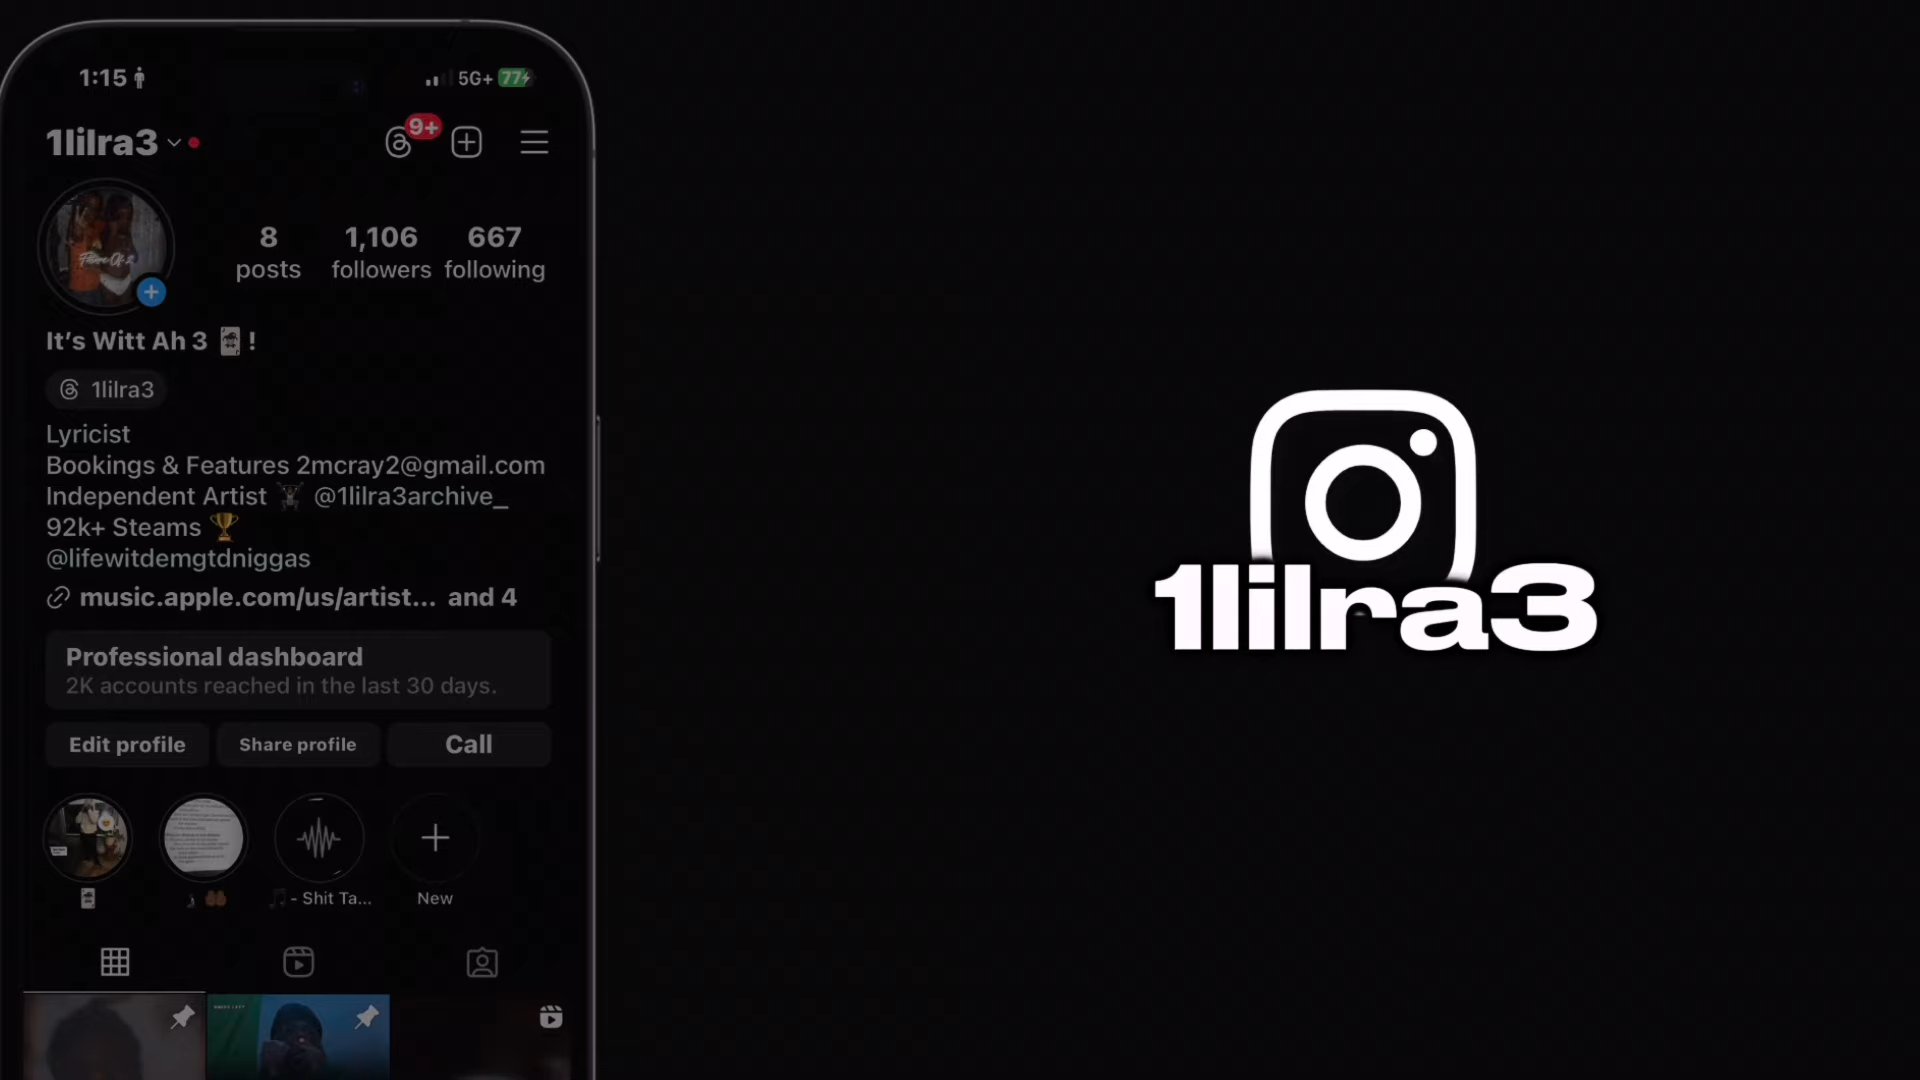 1:15
5G+ 77
1lilra3
9+
8 1,106 667
posts followers following
It’s Witt Ah 3 🃏 !
1lilra3
Lyricist
Bookings & Features 2mcray2@gmail.com
Independent Artist @1lilra3archive_
92k+ Steams 🏆
@lifewitdemgtdniggas
music.apple.com/us/artist... and 4
Professional dashboard
2K accounts reached in the last 30 days.
Edit profile Share profile Call
🎵 - Shit Ta... New
1lilra3